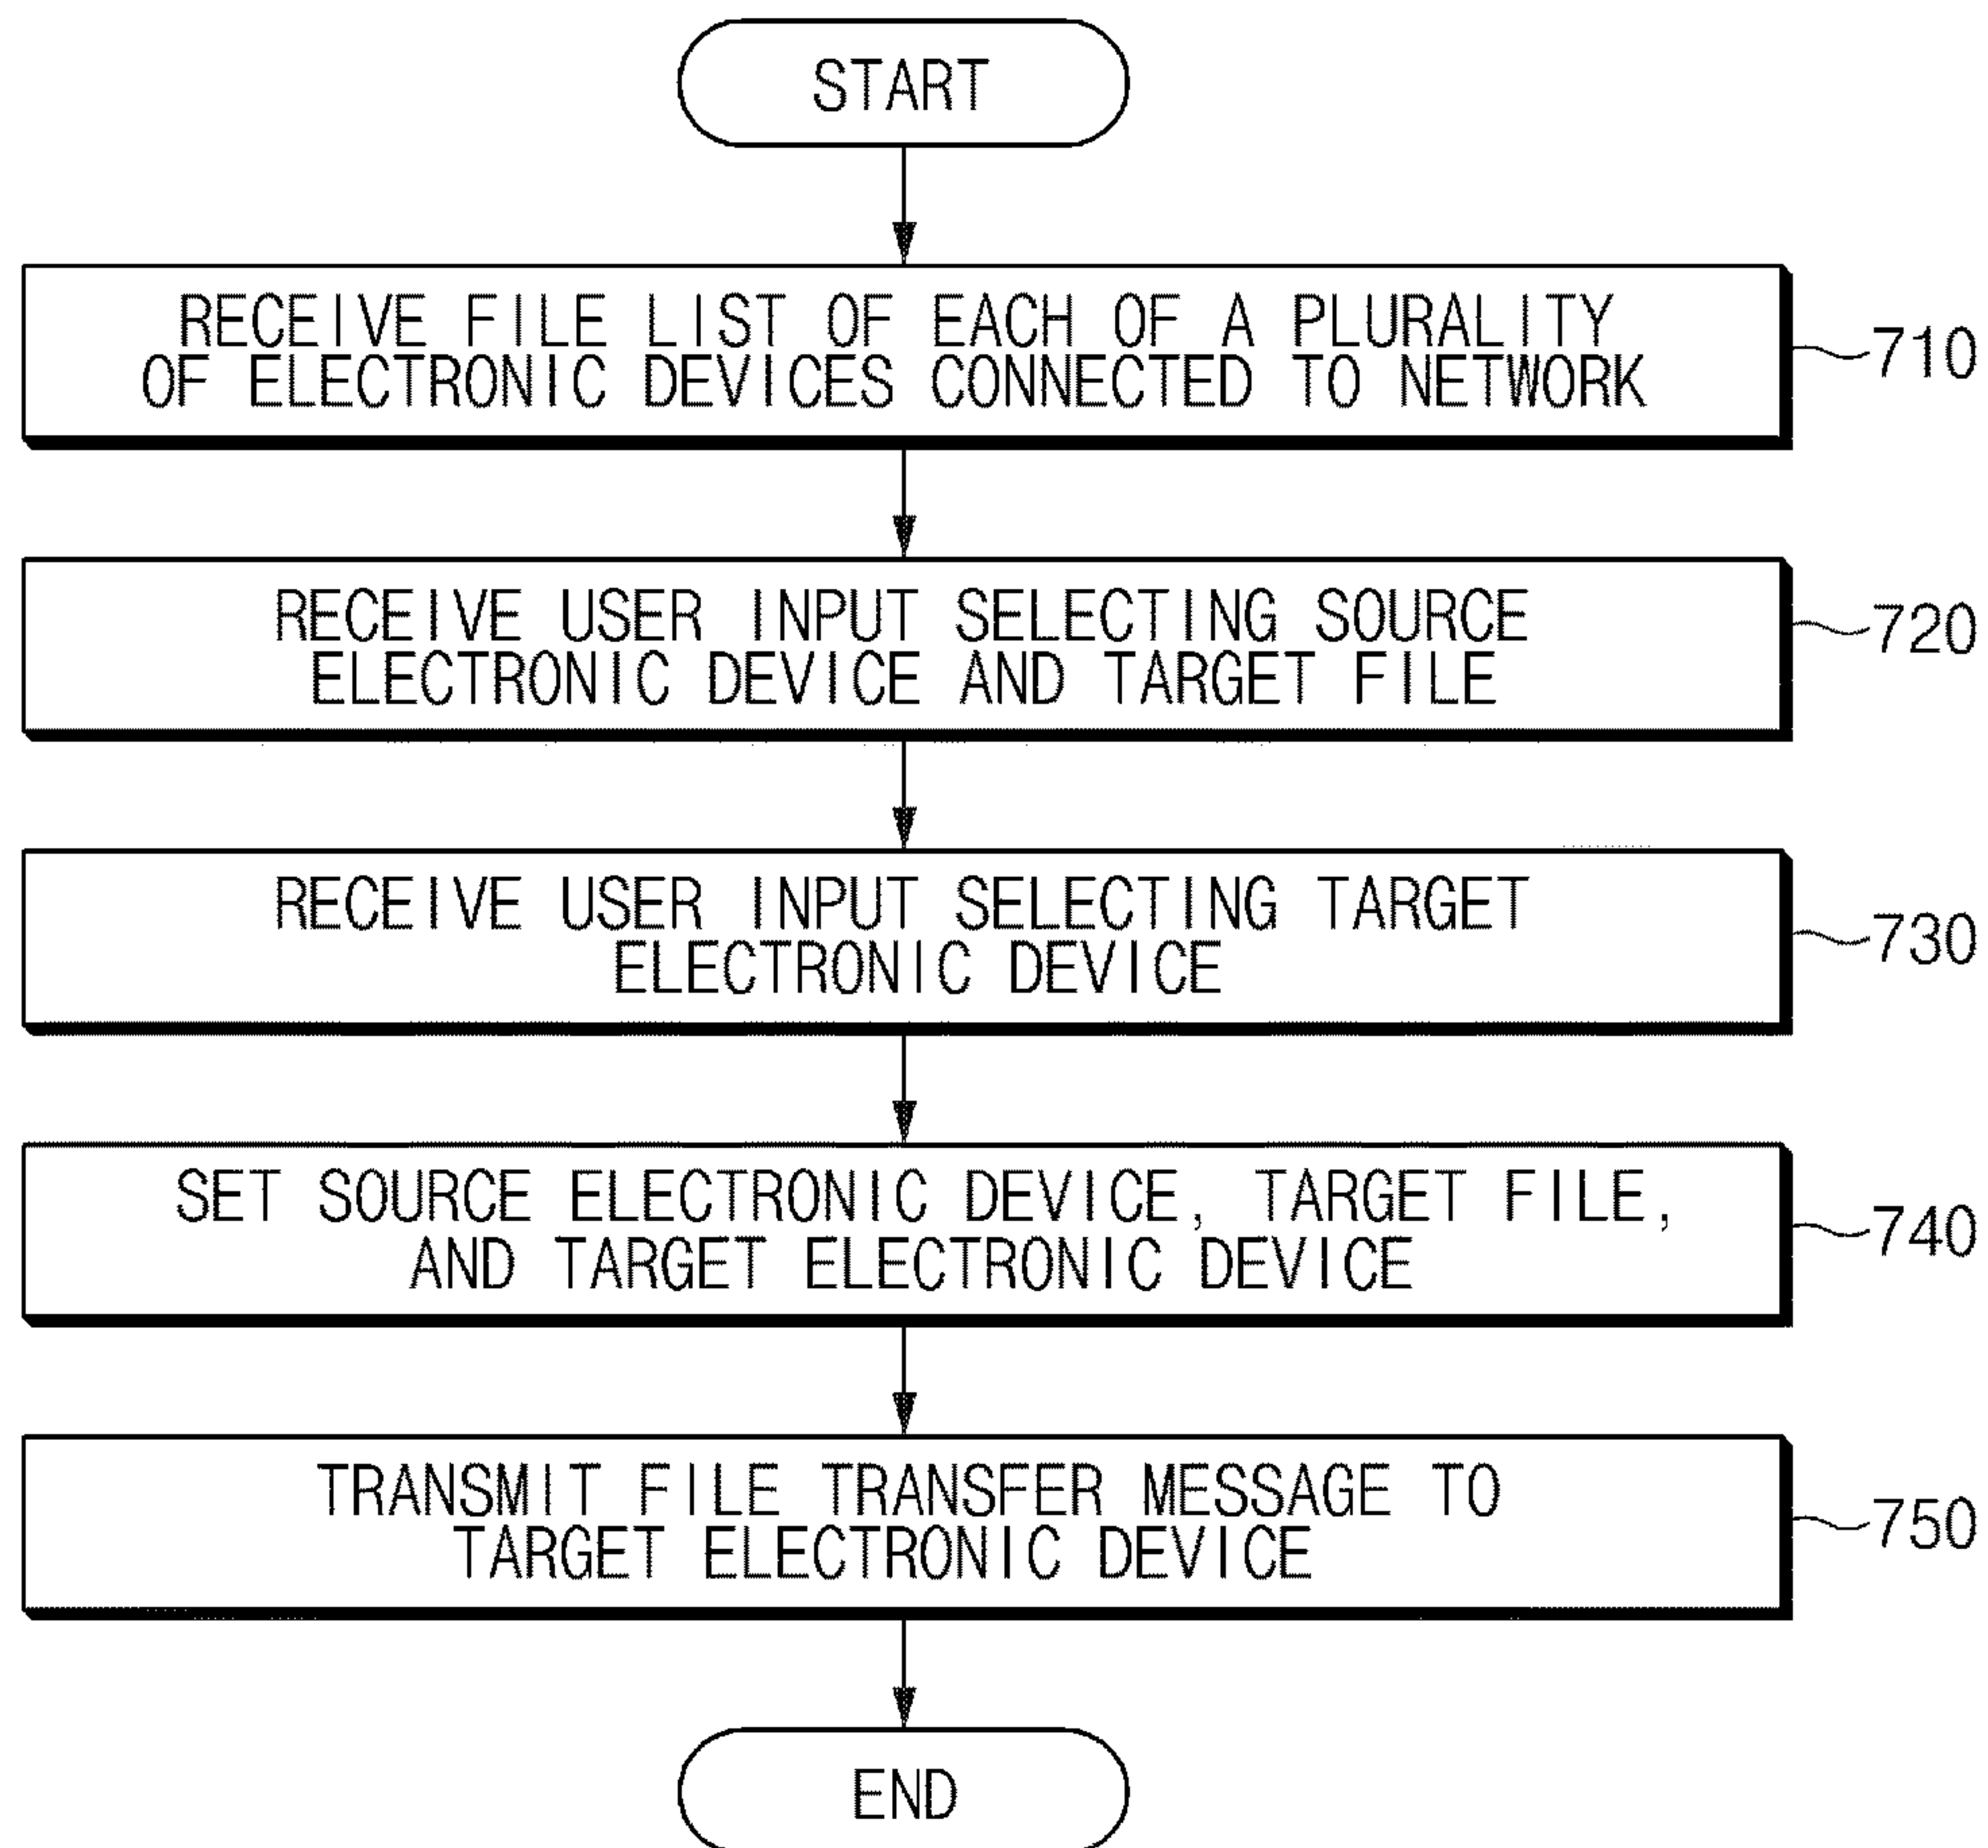 START
RECEIVE FILE LIST OF EACH OF A PLURALITY
OF ELECTRONIC DEVICES CONNECTED TO NETWORK
710
RECEIVE USER INPUT SELECTING SOURCE
ELECTRONIC DEVICE AND TARGET FILE
720
RECEIVE USER INPUT SELECTING TARGET
ELECTRONIC DEVICE
730
SET SOURCE ELECTRONIC DEVICE, TARGET FILE,
AND TARGET ELECTRONIC DEVICE
740
TRANSMIT FILE TRANSFER MESSAGE TO
TARGET ELECTRONIC DEVICE
750
END